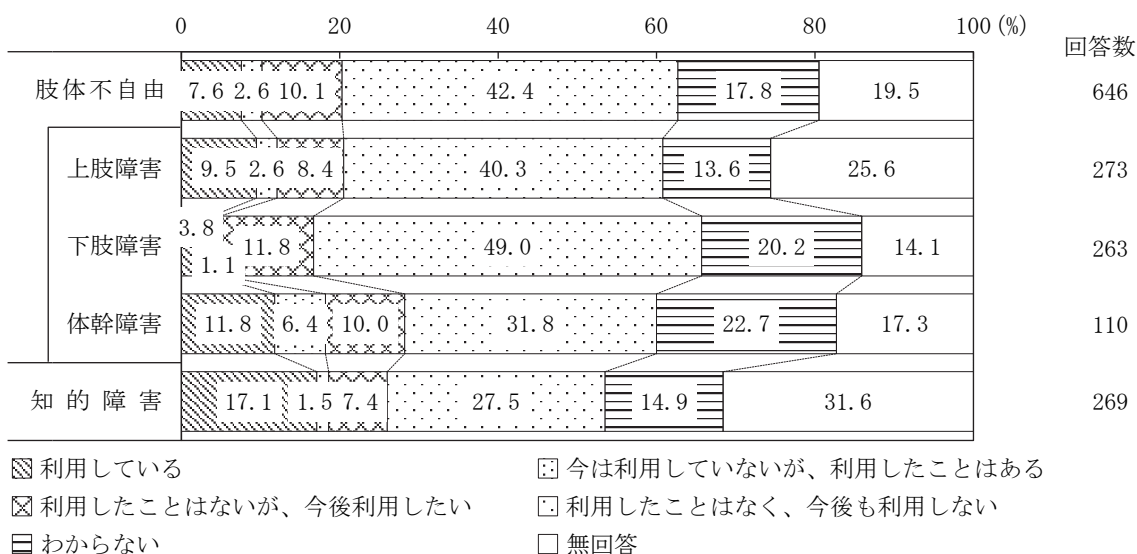 0 20 40 60 80 100 (%)
回答数
肢体不自由 7.6 2.6 10.1 42.4 17.8 19.5 646
上肢障害 9.5 2.6 8.4 40.3 13.6 25.6 273
下肢障害 3.8 1.1 11.8 49.0 20.2 14.1 263
体幹障害 11.8 6.4 10.0 31.8 22.7 17.3 110
知的障害 17.1 1.5 7.4 27.5 14.9 31.6 269
利用している 今は利用していないが、利用したことはある
利用したことはないが、今後利用したい 利用したことはなく、今後も利用しない
わからない 無回答